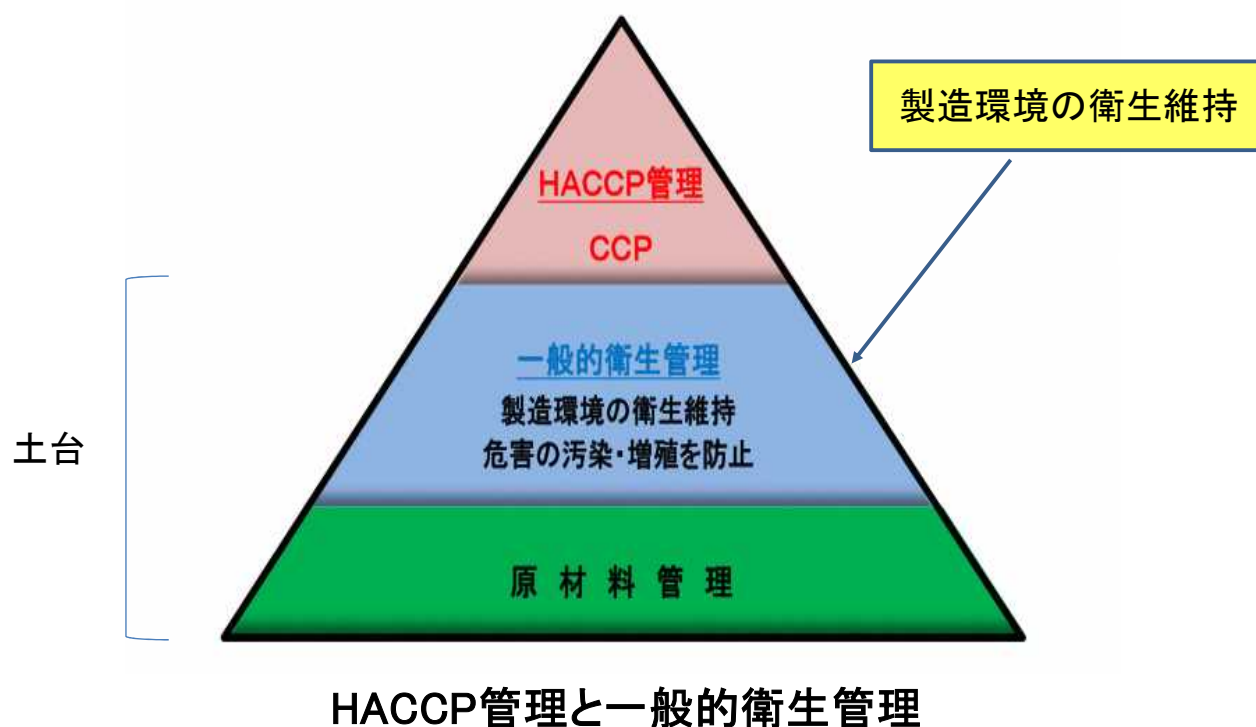 製造環境の衛生維持
HACCP管理
CCP
一般的衛生管理
製造環境の衛生維持
危害の汚染・増殖を防止
土台
原材料管理
HACCP管理と一般的衛生管理